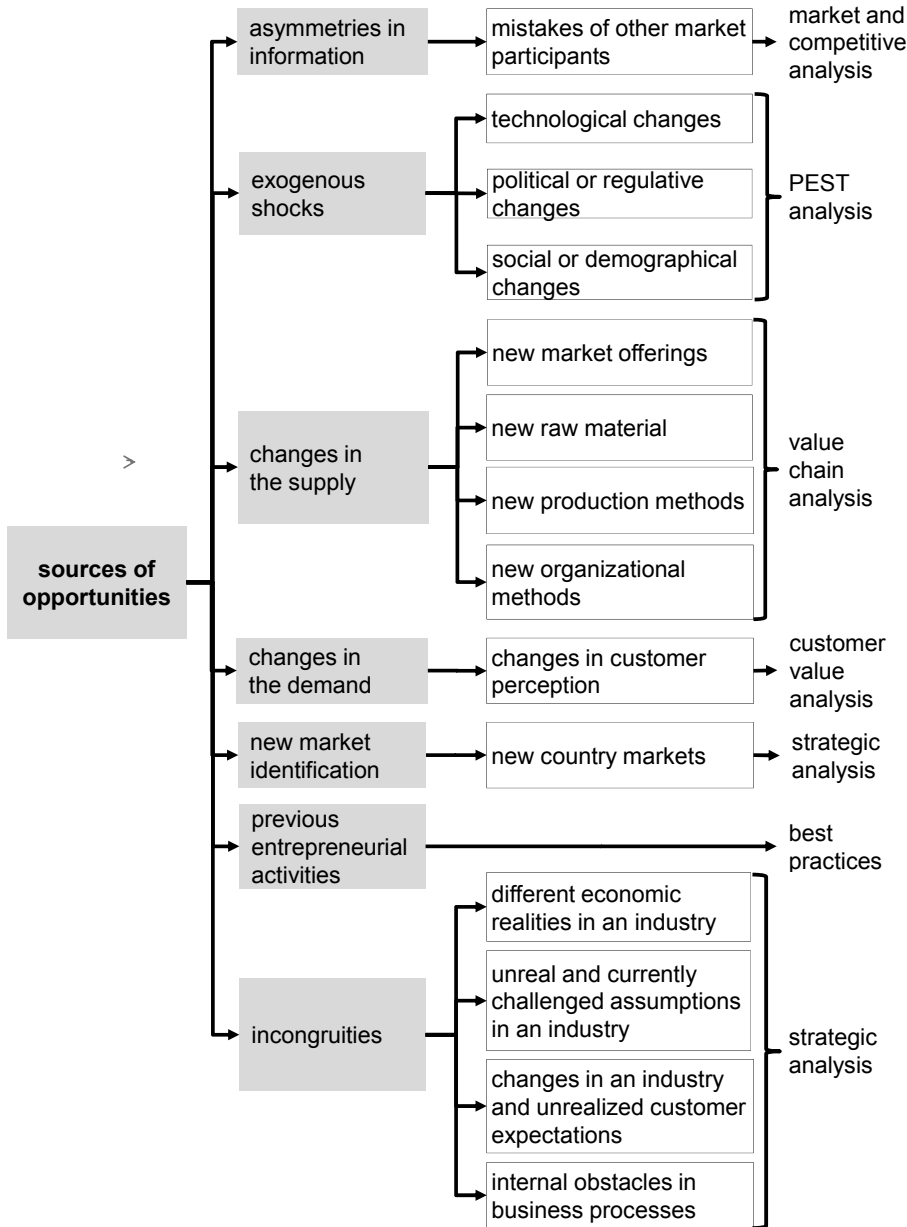 asymmetries in
information
mistakes of other market
participants
market and
competitive
analysis
exogenous
shocks
technological changes
political or regulative
changes
social or demographical
changes
PEST
analysis
changes in
the supply
new market offerings
new raw material
new production methods
new organizational
methods
value
chain
analysis
sources of
opportunities
changes in
the demand
changes in customer
perception
customer
value
analysis
new market
identification
new country markets
strategic
analysis
previous
entrepreneurial
activities
best
practices
incongruities
different economic
realities in an industry
unreal and currently
challenged assumptions
in an industry
changes in an industry
and unrealized customer
expectations
internal obstacles in
business processes
strategic
analysis